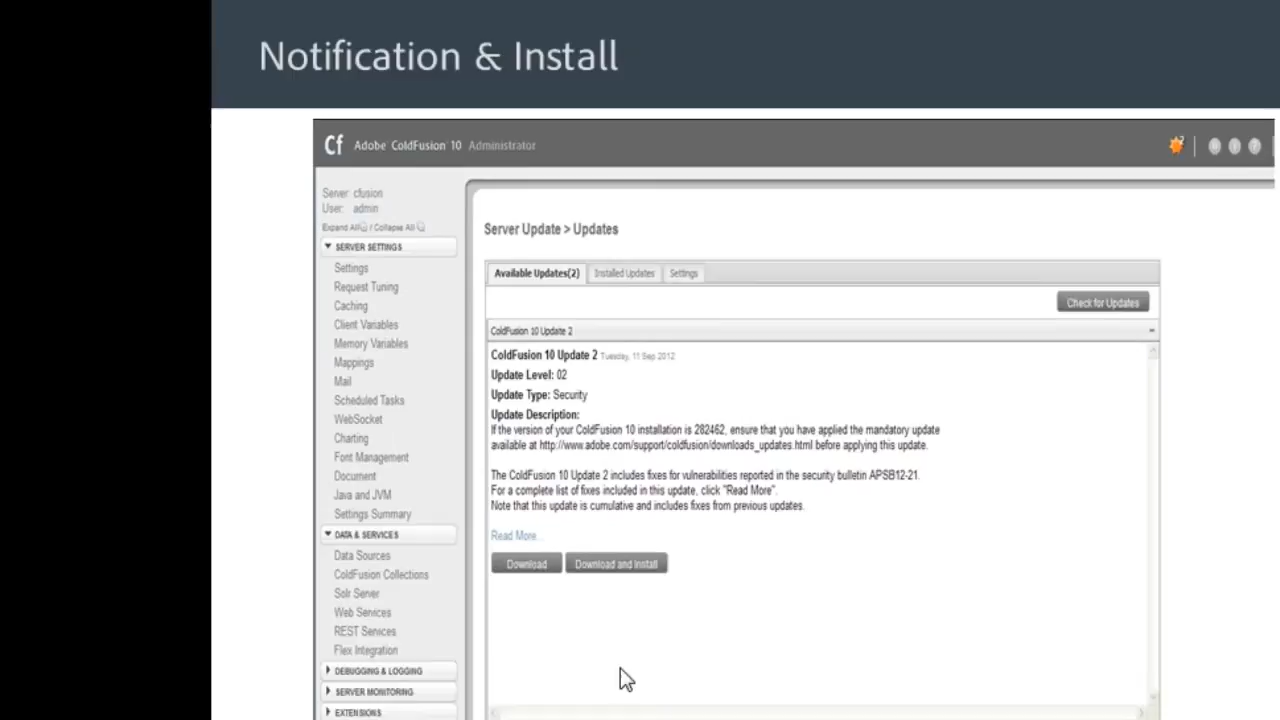 Notification & Install
Cf Adobe ColdFusion 10 Administrator
Server: cfusion
User: admin
Expand All / Collapse All
SERVER SETTINGS
Settings
Request Tuning
Caching
Client Variables
Memory Variables
Mappings
Mail
Scheduled Tasks
WebSocket
Charting
Font Management
Document
Java and JVM
Settings Summary
DATA & SERVICES
Data Sources
ColdFusion Collections
Solr Server
Web Services
REST Services
Flex Integration
DEBUGGING & LOGGING
SERVER MONITORING
EXTENSIONS
Server Update > Updates
Available Updates(2) Installed Updates Settings
Check for Updates
ColdFusion 10 Update 2
ColdFusion 10 Update 2 Tuesday, 11 Sep 2012
Update Level: 02
Update Type: Security
Update Description:
If the version of your ColdFusion 10 installation is 282462, ensure that you have applied the mandatory update
available at http://www.adobe.com/support/coldfusion/downloads_updates.html before applying this update.
The ColdFusion 10 Update 2 includes fixes for vulnerabilities reported in the security bulletin APSB12-21.
For a complete list of fixes included in this update, click "Read More".
Note that this update is cumulative and includes fixes from previous updates.
Read More...
Download Download and Install